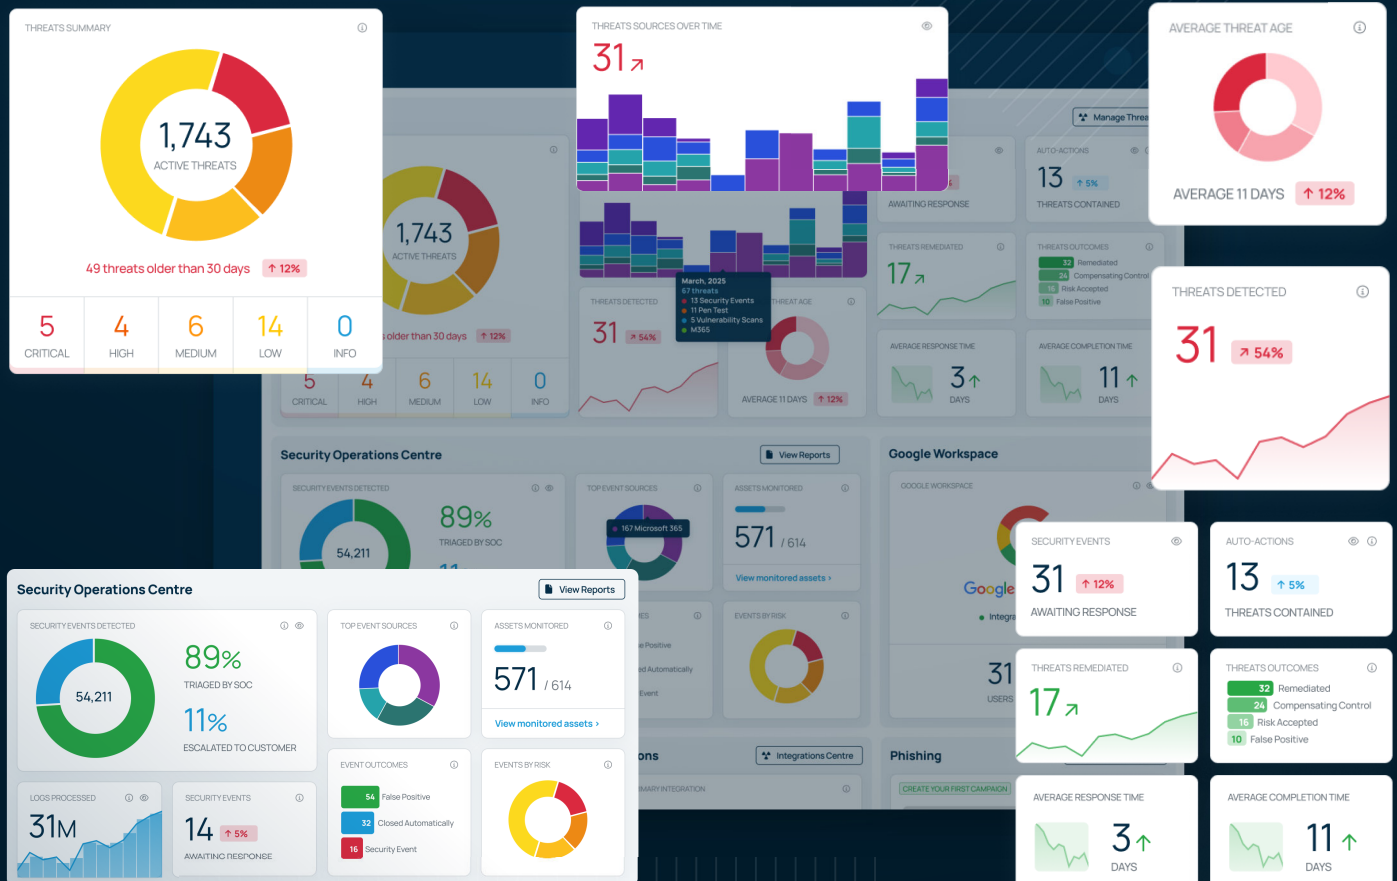 THREATS SUMMARY
1,743
ACTIVE THREATS
49 threats older than 30 days ↑ 12%
5 4 6 14 0
CRITICAL HIGH MEDIUM LOW INFO
THREATS SOURCES OVER TIME
31
AVERAGE THREAT AGE
AVERAGE 11 DAYS ↑ 12%
THREATS DETECTED
31 54%
Manage
1,743
ACTIVE THREATS
older than 30 days ↑ 12%
5 4 6 14 0
CRITICAL HIGH MEDIUM LOW INFO
March, 2025
67 threats
13 Security Events
11 Pen Test
5 Vulnerability Scans
M365
THREATS DETECTED
31 54%
THREAT AGE
AVERAGE 11 DAYS ↑ 12%
AWAITING RESPONSE
AUTO-ACTIONS
13 ↑ 5%
THREATS CONTAINED
THREATS REMEDIATED
17
THREATS OUTCOMES
32 Remediated
24 Compensating Control
16 Risk Accepted
10 False Positive
AVERAGE RESPONSE TIME
3 ↑
DAYS
AVERAGE COMPLETION TIME
11 ↑
DAYS
Security Operations Centre
View Reports
SECURITY EVENTS DETECTED
54,211
89%
TRIAGED BY SOC
TOP EVENT SOURCES
167 Microsoft 365
ASSETS MONITORED
571 / 614
View monitored assets ›
Positive
Automatically
Event
EVENTS BY RISK
Google Workspace
GOOGLE WORKSPACE
Google
31
USERS
Integrations Centre
INTEGRATION
Phishing
CREATE YOUR FIRST CAMPAIGN
Security Operations Centre
View Reports
SECURITY EVENTS DETECTED
54,211
89%
TRIAGED BY SOC
11%
ESCALATED TO CUSTOMER
TOP EVENT SOURCES
ASSETS MONITORED
571 / 614
View monitored assets ›
LOGS PROCESSED
31M
SECURITY EVENTS
14 ↑ 5%
AWAITING RESPONSE
EVENT OUTCOMES
54 False Positive
32 Closed Automatically
16 Security Event
EVENTS BY RISK
SECURITY EVENTS
31 ↑ 12%
AWAITING RESPONSE
AUTO-ACTIONS
13 ↑ 5%
THREATS CONTAINED
THREATS REMEDIATED
17
THREATS OUTCOMES
32 Remediated
24 Compensating Control
16 Risk Accepted
10 False Positive
AVERAGE RESPONSE TIME
3 ↑
DAYS
AVERAGE COMPLETION TIME
11 ↑
DAYS